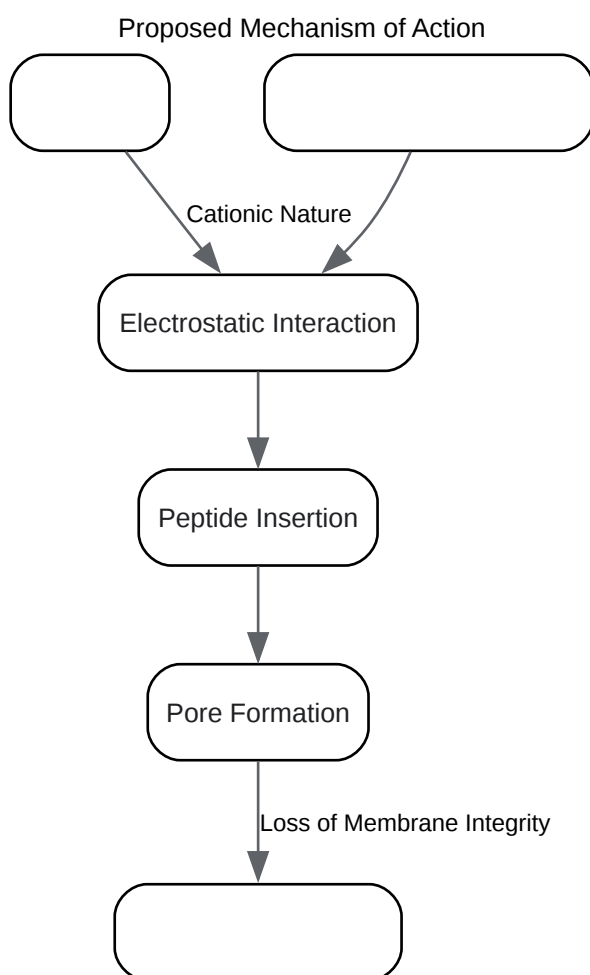 Proposed Mechanism of Action
Cationic Nature
Electrostatic Interaction
Peptide Insertion
Pore Formation
Loss of Membrane Integrity